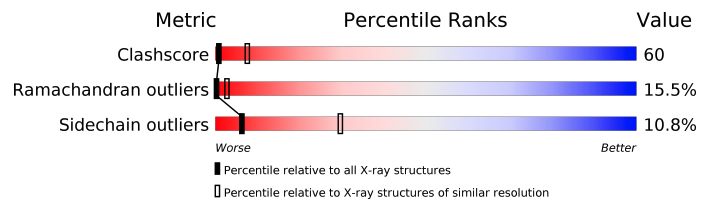 Metric Percentile Ranks Value
Clashscore 60
Ramachandran outliers 15.5%
Sidechain outliers 10.8%
Worse Better
Percentile relative to all X-ray structures
Percentile relative to X-ray structures of similar resolution